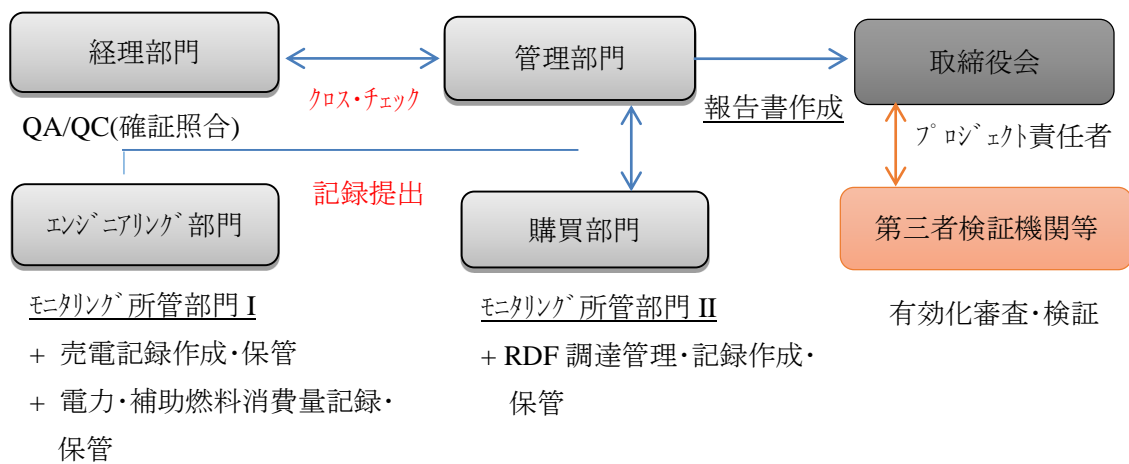 経理部門
管理部門
取締役会
ｸﾛｽ・ﾁｪｯｸ
報告書作成
QA/QC(確証照合)
ﾌﾟﾛｼﾞｪｸﾄ責任者
記録提出
ｴﾝｼﾞﾆｱﾘﾝｸﾞ部門
購買部門
第三者検証機関等
ﾓﾆﾀﾘﾝｸﾞ所管部門 I
+ 売電記録作成・保管
+ 電力・補助燃料消費量記録・
保管
ﾓﾆﾀﾘﾝｸﾞ所管部門 II
+ RDF 調達管理・記録作成・
保管
有効化審査・検証